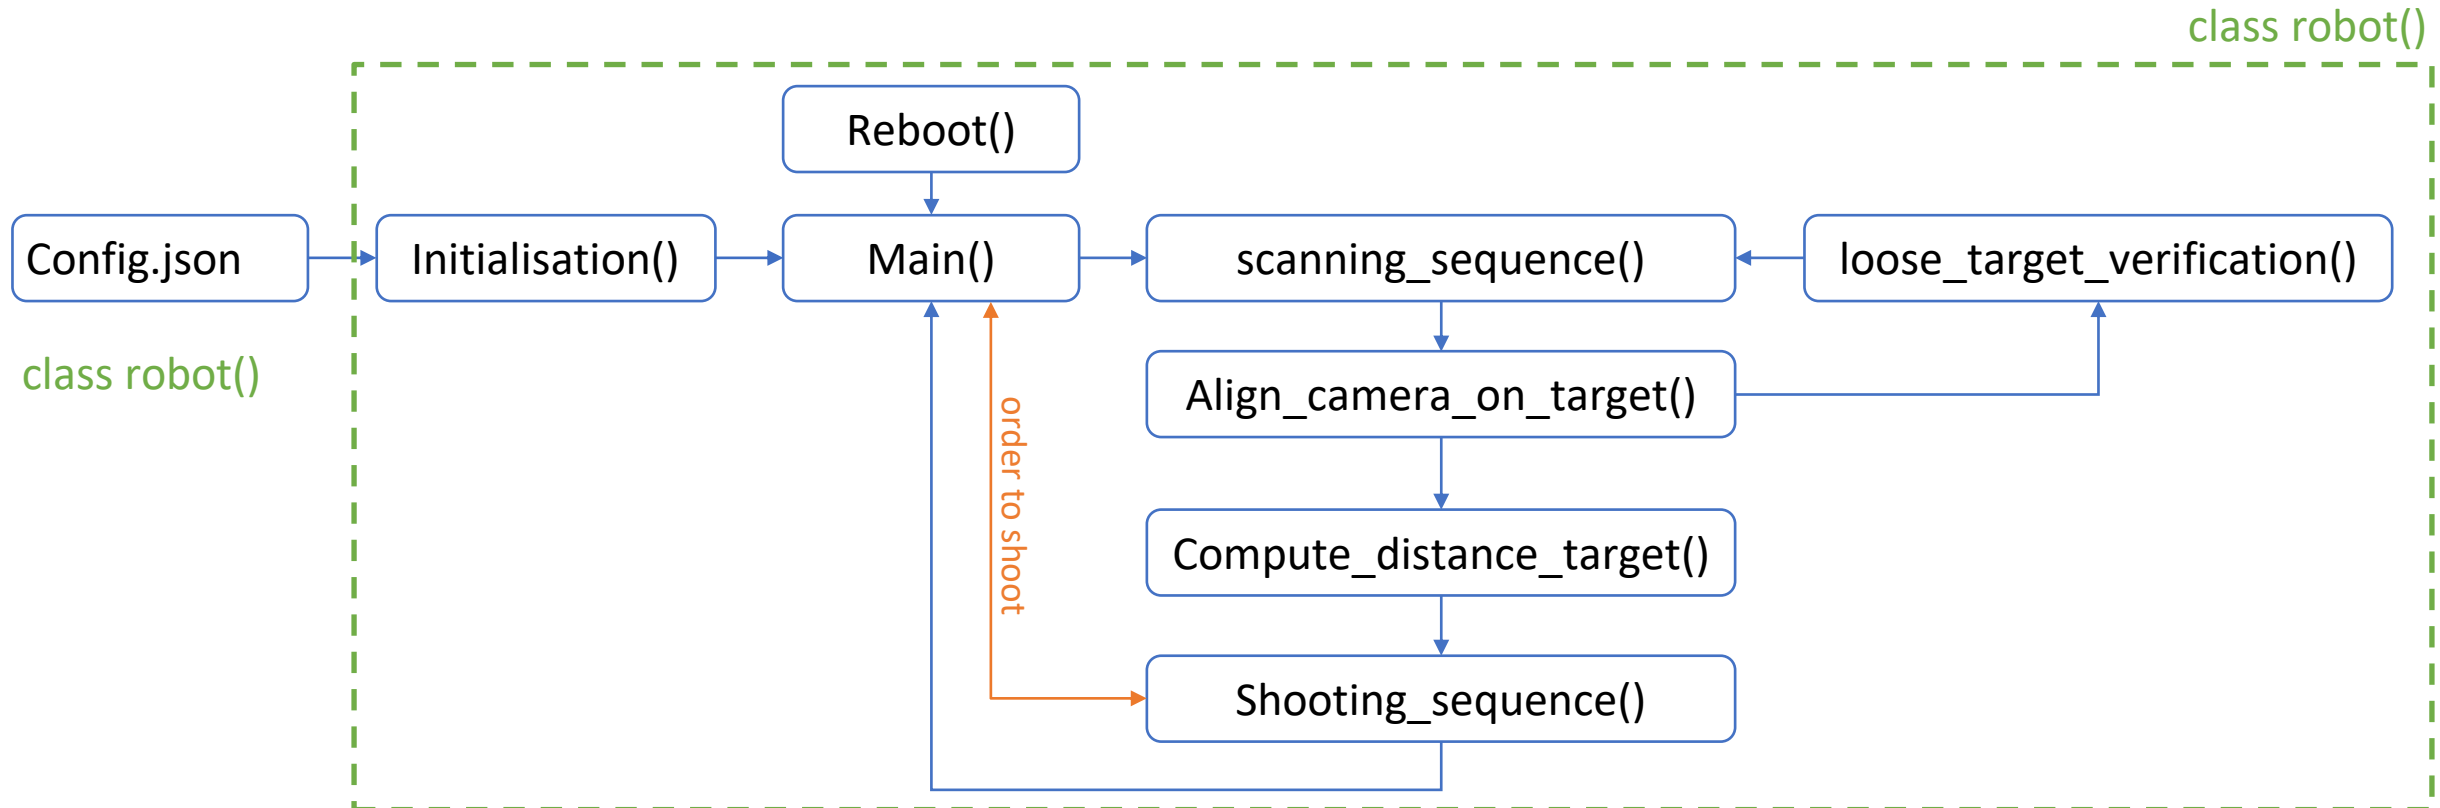 class robot()
Reboot()
Config.json
Initialisation()
Main()
scanning_sequence()
loose_target_verification()
class robot()
Align_camera_on_target()
order to shoot
Compute_distance_target()
Shooting_sequence()